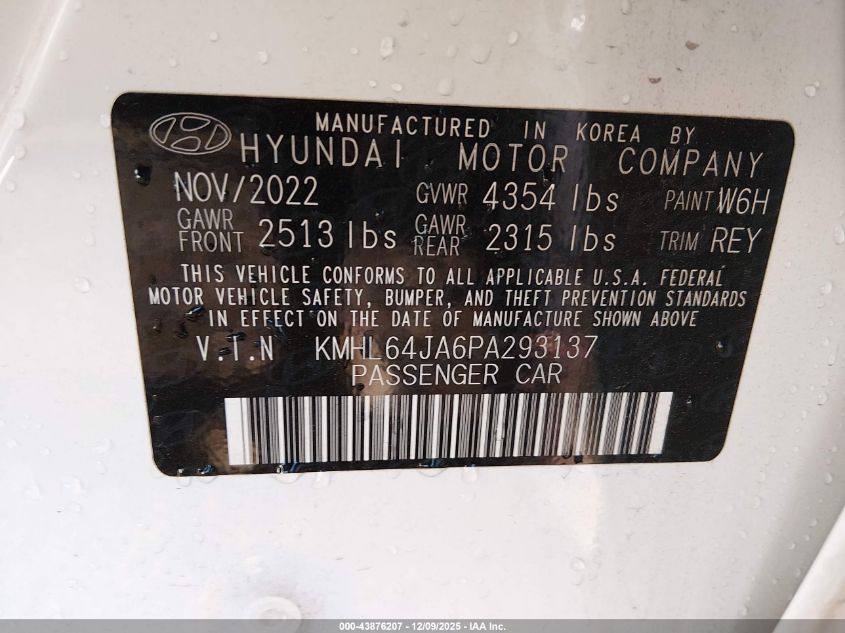 MANUFACTURED IN KOREA BY
HYUNDAI MOTOR COMPANY
NOV/2022 GVWR 4354 lbs PAINT W6H
GAWR FRONT 2513 lbs GAWR REAR 2315 lbs TRIM REY
THIS VEHICLE CONFORMS TO ALL APPLICABLE U.S.A. FEDERAL
MOTOR VEHICLE SAFETY, BUMPER, AND THEFT PREVENTION STANDARDS
IN EFFECT ON THE DATE OF MANUFACTURE SHOWN ABOVE
V.I.N KMHL64JA6PA293137
PASSENGER CAR
000-43876207 - 12/09/2025 - IAA Inc.